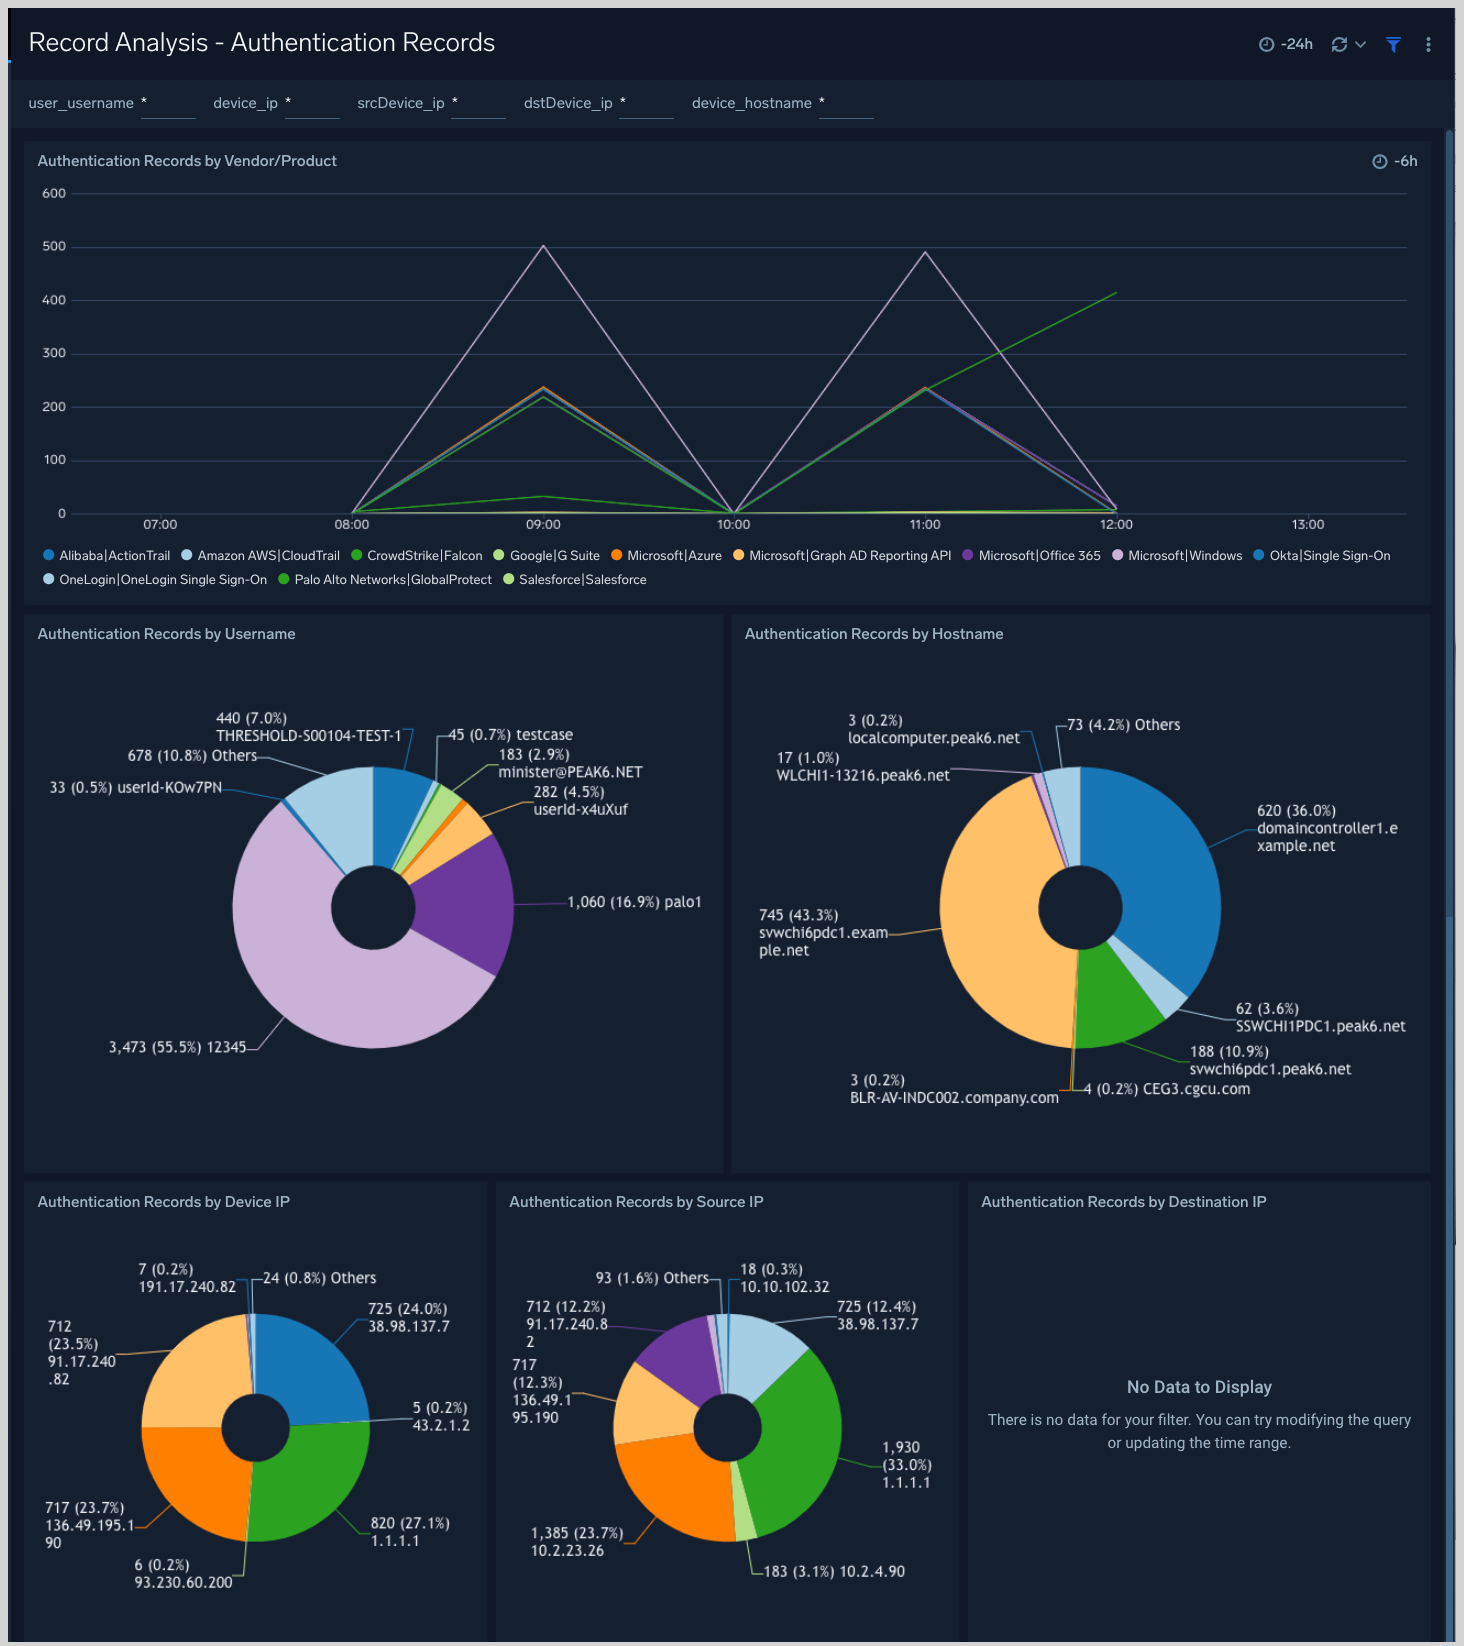 Record Analysis - Authentication Records
-24h
user_username *
device_ip *
srcDevice_ip *
dstDevice_ip *
device_hostname *
Authentication Records by Vendor/Product
-6h
600
500
400
300
200
100
0
07:00
08:00
09:00
10:00
11:00
12:00
13:00
Alibaba|ActionTrail
Amazon AWS|CloudTrail
CrowdStrike|Falcon
Google|G Suite
Microsoft|Azure
Microsoft|Graph AD Reporting API
Microsoft|Office 365
Microsoft|Windows
Okta|Single Sign-On
OneLogin|OneLogin Single Sign-On
Palo Alto Networks|GlobalProtect
Salesforce|Salesforce
Authentication Records by Username
440 (7.0%)
THRESHOLD-S00104-TEST-1
45 (0.7%) testcase
678 (10.8%) Others
183 (2.9%)
minister@PEAK6.NET
33 (0.5%) userId-KOw7PN
282 (4.5%)
userId-x4uXuf
1,060 (16.9%) palo1
3,473 (55.5%) 12345
Authentication Records by Hostname
3 (0.2%)
localcomputer.peak6.net
73 (4.2%) Others
17 (1.0%)
WLCHI1-13216.peak6.net
620 (36.0%)
domaincontroller1.e
xample.net
745 (43.3%)
svwchi6pdc1.exam
ple.net
62 (3.6%)
SSWCHI1PDC1.peak6.net
188 (10.9%)
svwchi6pdc1.peak6.net
3 (0.2%)
BLR-AV-INDC002.company.com
4 (0.2%) CEG3.cgcu.com
Authentication Records by Device IP
7 (0.2%)
191.17.240.82
24 (0.8%) Others
725 (24.0%)
38.98.137.7
712
(23.5%)
91.17.240
.82
5 (0.2%)
43.2.1.2
717 (23.7%)
136.49.195.1
90
820 (27.1%)
1.1.1.1
6 (0.2%)
93.230.60.200
Authentication Records by Source IP
93 (1.6%) Others
18 (0.3%)
10.10.102.32
712 (12.2%)
91.17.240.8
2
725 (12.4%)
38.98.137.7
717
(12.3%)
136.49.1
95.190
1,930
(33.0%)
1.1.1.1
1,385 (23.7%)
10.2.23.26
183 (3.1%) 10.2.4.90
Authentication Records by Destination IP
No Data to Display
There is no data for your filter. You can try modifying the query
or updating the time range.